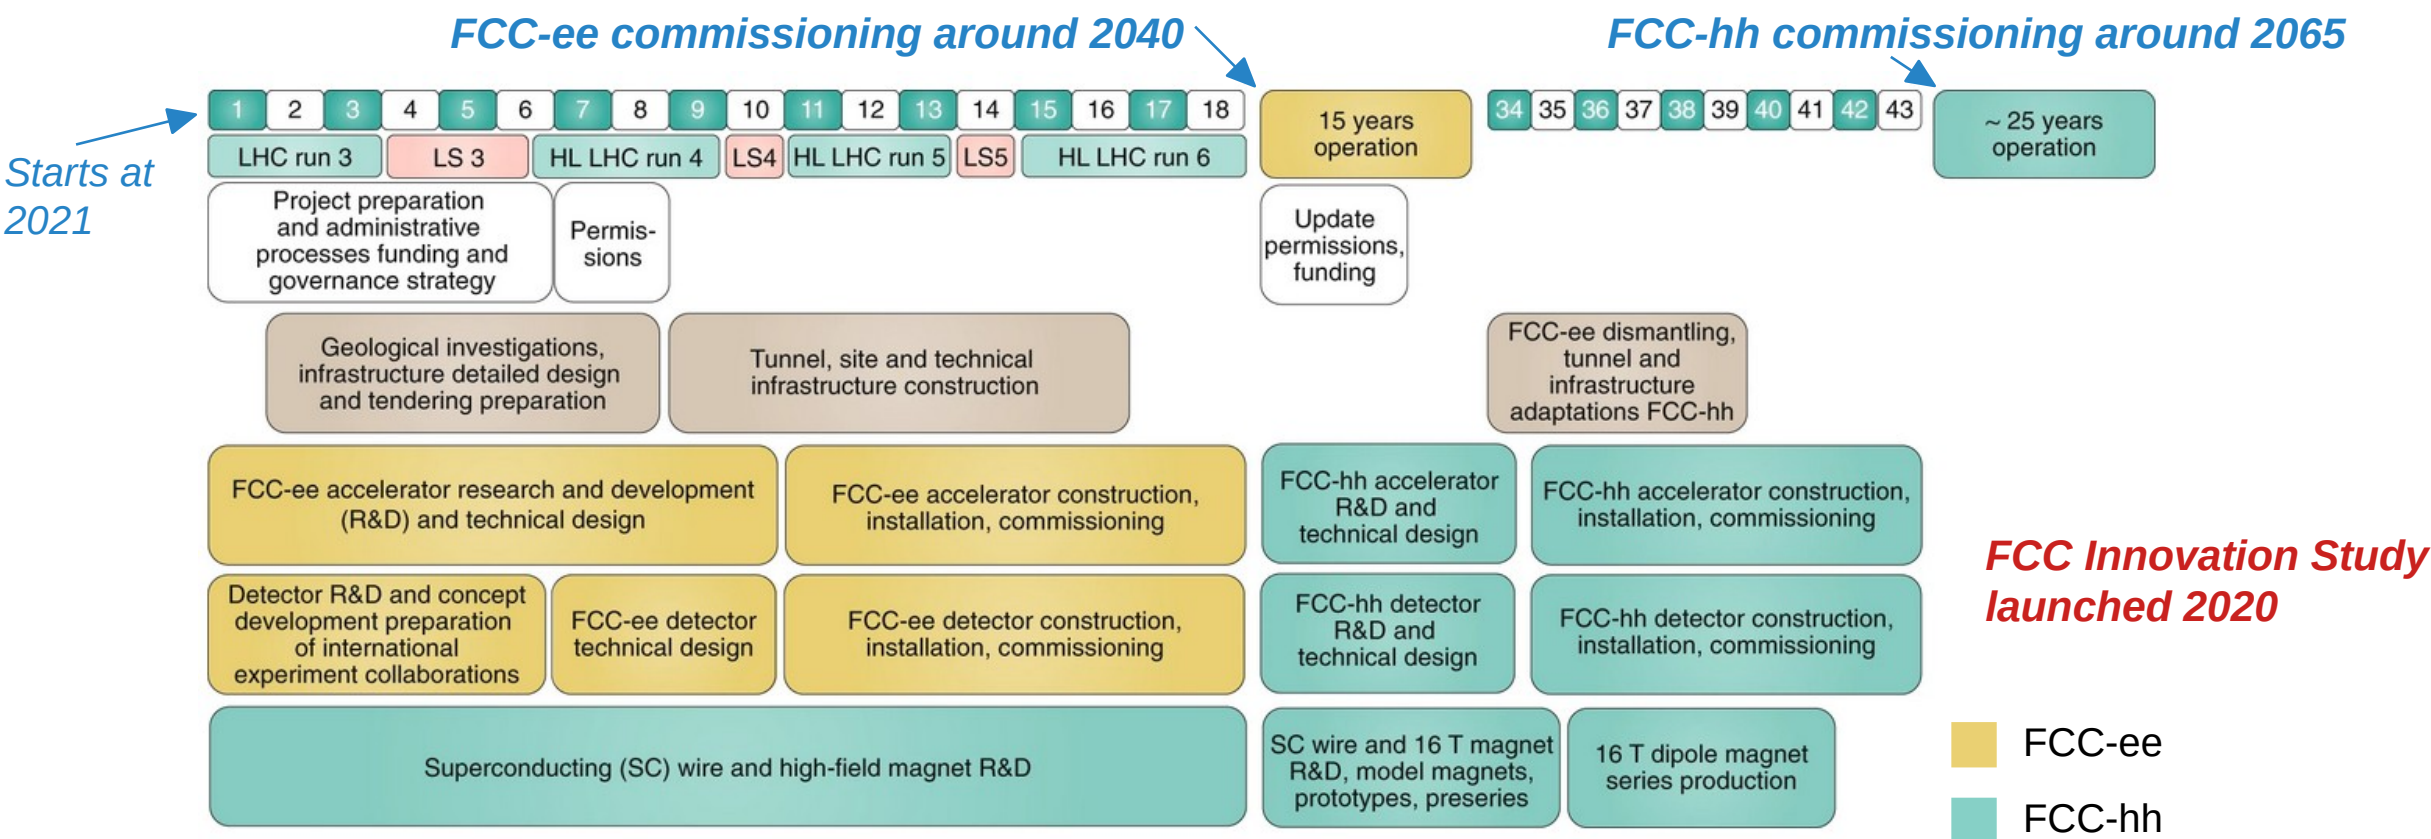 FCC-ee commissioning around 2040
FCC-hh commissioning around 2065
Starts at
2021
1 2 3 4 5 6 7 8 9 10 11 12 13 14 15 16 17 18
15 years
operation
34 35 36 37 38 39 40 41 42 43
~ 25 years
operation
LHC run 3
LS 3
HL LHC run 4
LS4
HL LHC run 5
LS5
HL LHC run 6
Project preparation
and administrative
processes funding and
governance strategy
Permis-
sions
Update
permissions,
funding
Geological investigations,
infrastructure detailed design
and tendering preparation
Tunnel, site and technical
infrastructure construction
FCC-ee dismantling,
tunnel and
infrastructure
adaptations FCC-hh
FCC-ee accelerator research and development
(R&D) and technical design
FCC-ee accelerator construction,
installation, commissioning
FCC-hh accelerator
R&D and
technical design
FCC-hh accelerator construction,
installation, commissioning
Detector R&D and concept
development preparation
of international
experiment collaborations
FCC-ee detector
technical design
FCC-ee detector construction,
installation, commissioning
FCC-hh detector
R&D and
technical design
FCC-hh detector construction,
installation, commissioning
FCC Innovation Study
launched 2020
Superconducting (SC) wire and high-field magnet R&D
SC wire and 16 T magnet
R&D, model magnets,
prototypes, preseries
16 T dipole magnet
series production
FCC-ee
FCC-hh